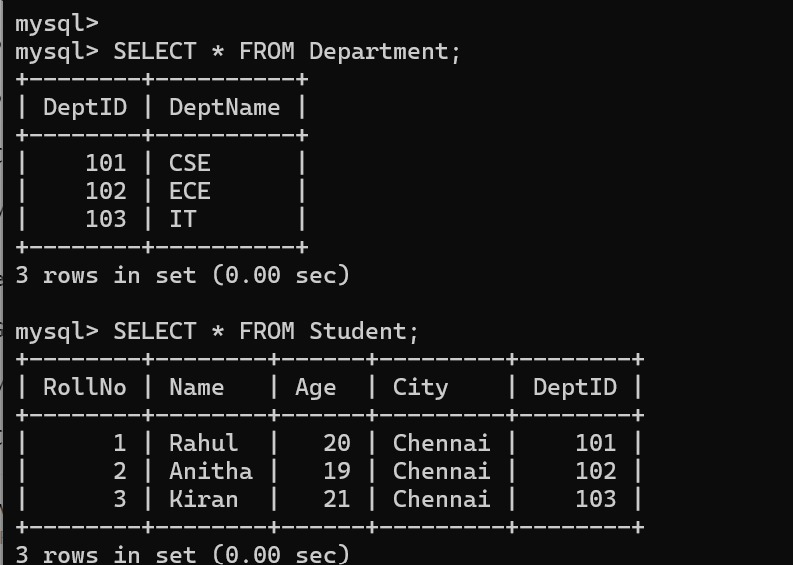 mysql>
mysql> SELECT * FROM Department;
+--------+----------+
| DeptID | DeptName |
+--------+----------+
|    101 | CSE      |
|    102 | ECE      |
|    103 | IT       |
+--------+----------+
3 rows in set (0.00 sec)
mysql> SELECT * FROM Student;
+--------+--------+------+---------+--------+
| RollNo | Name   | Age  | City    | DeptID |
+--------+--------+------+---------+--------+
|      1 | Rahul  |   20 | Chennai |    101 |
|      2 | Anitha |   19 | Chennai |    102 |
|      3 | Kiran  |   21 | Chennai |    103 |
+--------+--------+------+---------+--------+
3 rows in set (0.00 sec)